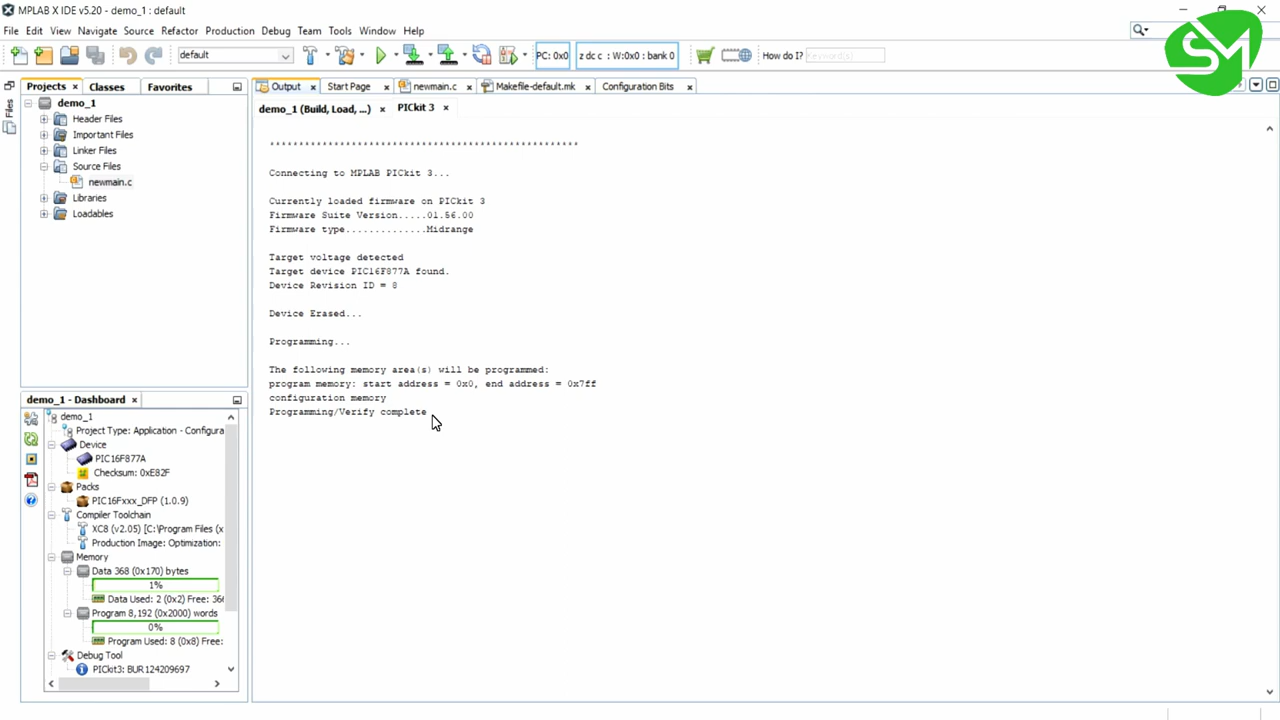 MPLAB X IDE v5.20 - demo_1 : default
File Edit View Navigate Source Refactor Production Debug Team Tools Window Help
default
PC: 0x0
z dc c : W:0x0 : bank 0
How do I?
Keyword(s)
SM
Projects Classes Favorites
Output Start Page newmain.c Makefile-default.mk Configuration Bits
Files
demo_1 (Build, Load, ...) PICkit 3
demo_1
Header Files
Important Files
Linker Files
Source Files
newmain.c
Libraries
Loadables
*****************************************************
Connecting to MPLAB PICkit 3...
Currently loaded firmware on PICkit 3
Firmware Suite Version.....01.56.00
Firmware type..............Midrange
Target voltage detected
Target device PIC16F877A found.
Device Revision ID = 8
Device Erased...
Programming...
The following memory area(s) will be programmed:
program memory: start address = 0x0, end address = 0x7ff
configuration memory
Programming/Verify complete
demo_1 - Dashboard
demo_1
Project Type: Application - Configura
Device
PIC16F877A
Checksum: 0xE82F
Packs
PIC16Fxxx_DFP (1.0.9)
Compiler Toolchain
XC8 (v2.05) [C:\Program Files (x
Production Image: Optimization:
Memory
Data 368 (0x170) bytes
1%
Data Used: 2 (0x2) Free: 366
Program 8,192 (0x2000) words
0%
Program Used: 8 (0x8) Free:
Debug Tool
PICkit3: BUR124209697